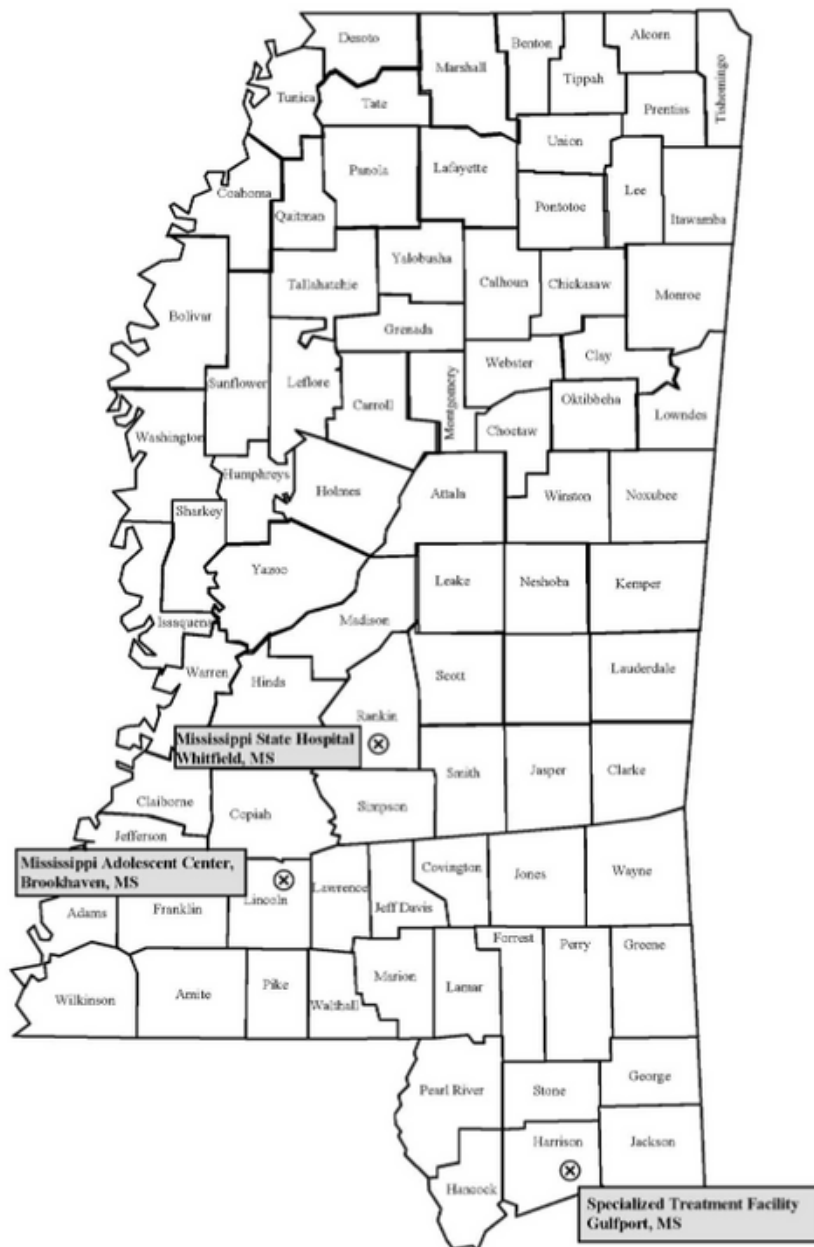 Desoto
Marshall
Benton
Tippah
Alcorn
Tishomingo
Tunica
Tate
Prentiss
Union
Coahoma
Quitman
Panola
Lafayette
Pontotoc
Lee
Itawamba
Tallahatchie
Yalobusha
Calhoun
Chickasaw
Monroe
Bolivar
Grenada
Sunflower
Leflore
Webster
Clay
Carroll
Montgomery
Oktibbeha
Lowndes
Washington
Choctaw
Humphreys
Holmes
Attala
Winston
Noxubee
Sharkey
Yazoo
Leake
Neshoba
Kemper
Issaquena
Madison
Warren
Hinds
Scott
Lauderdale
Rankin
Mississippi State Hospital
Whitfield, MS
Smith
Jasper
Clarke
Claiborne
Copiah
Simpson
Jefferson
Mississippi Adolescent Center,
Brookhaven, MS
Lincoln
Lawrence
Jeff Davis
Covington
Jones
Wayne
Adams
Franklin
Forrest
Perry
Greene
Wilkinson
Amite
Pike
Walthall
Marion
Lamar
Pearl River
Stone
George
Harrison
Jackson
Hancock
Specialized Treatment Facility
Gulfport, MS